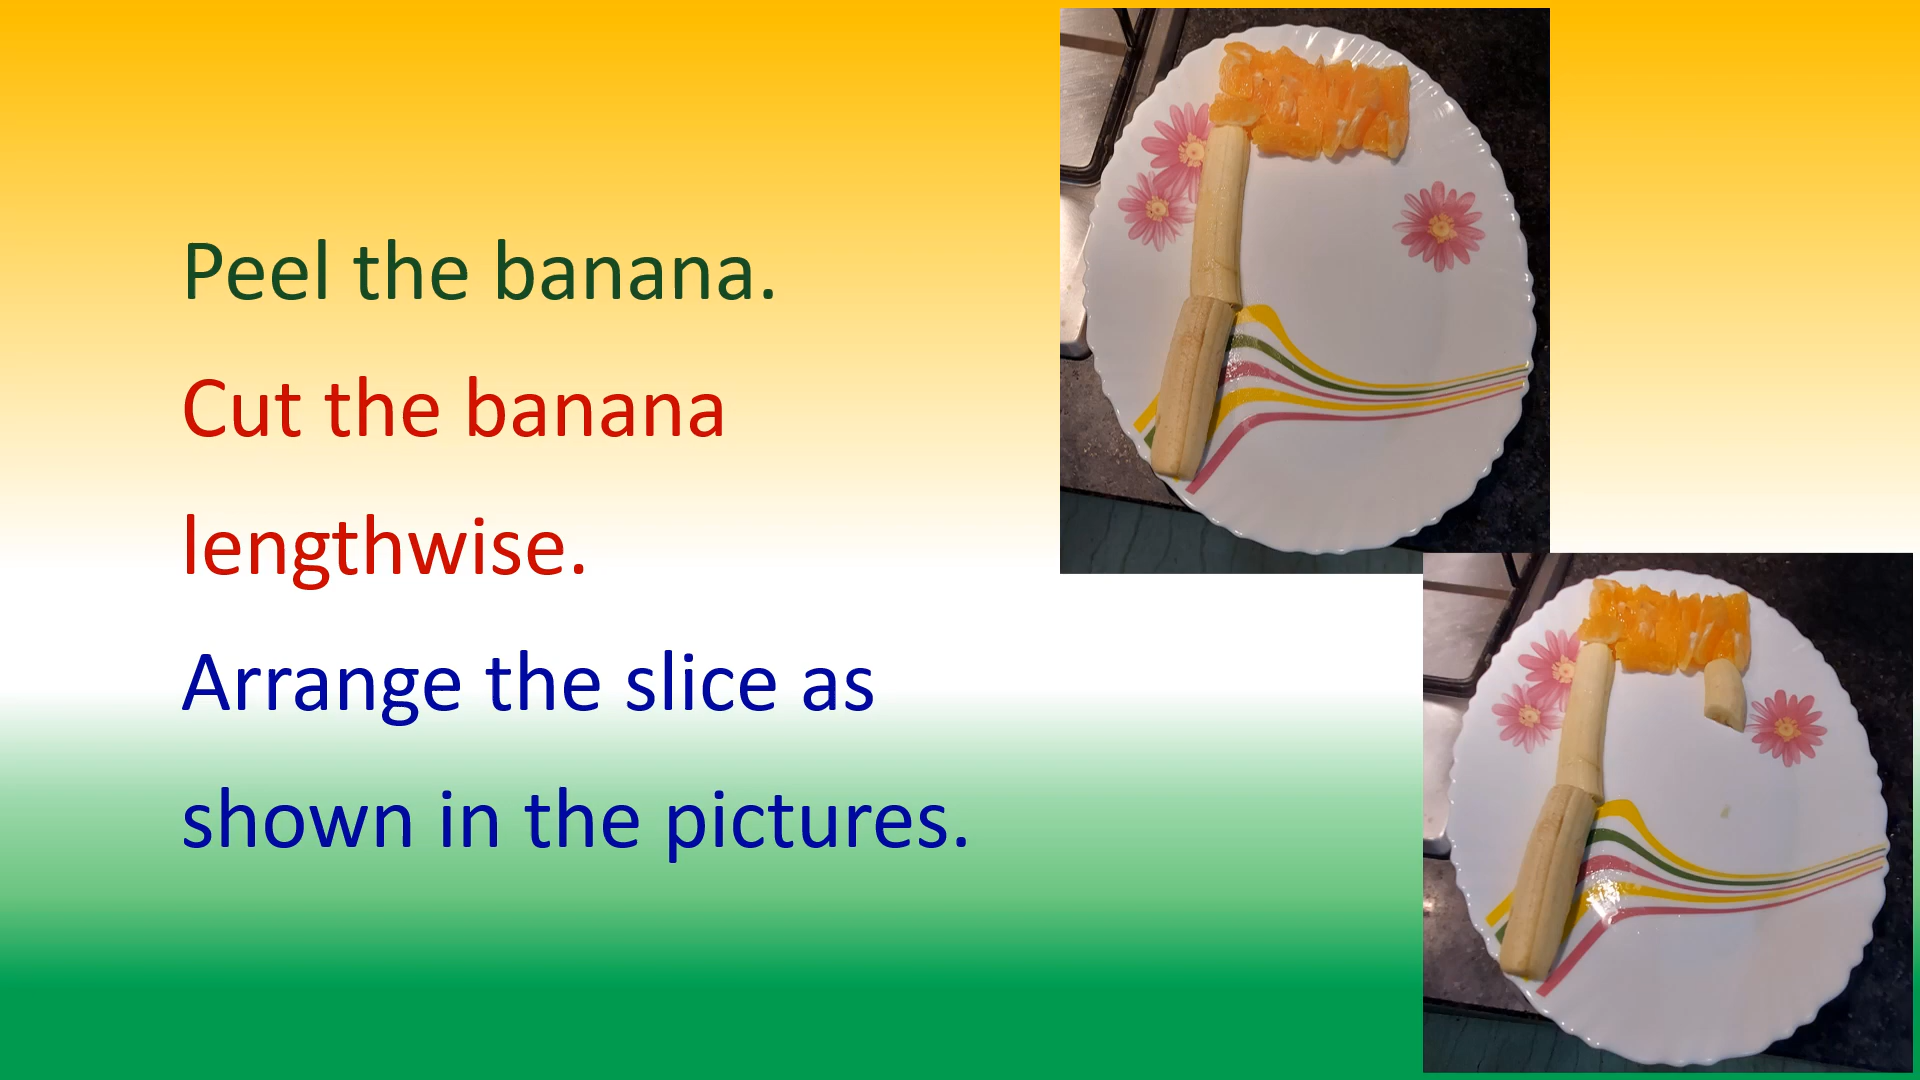 Peel the banana.
Cut the banana
lengthwise.
Arrange the slice as
shown in the pictures.